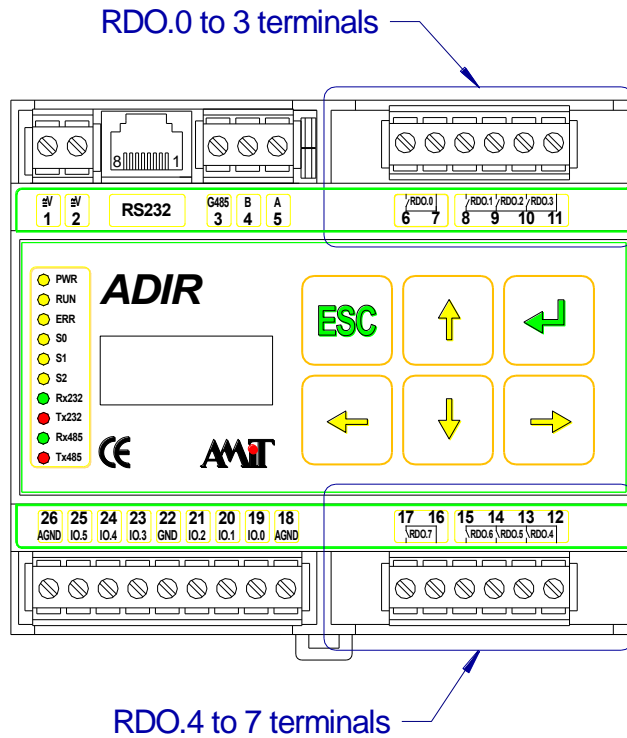 RDO.0 to 3 terminals
8 1
≅V ≅V RS232 G485 B A RDO.0 RDO.1 RDO.2 RDO.3
1 2 3 4 5 6 7 8 9 10 11
ADIR
PWR
RUN
ERR
S0
S1
S2
Rx232
Tx232
Rx485
Tx485
ESC
CE AMiT
26 25 24 23 22 21 20 19 18 17 16 15 14 13 12
AGND IO.5 IO.4 IO.3 GND IO.2 IO.1 IO.0 AGND RDO.7 RDO.6 RDO.5 RDO.4
RDO.4 to 7 terminals